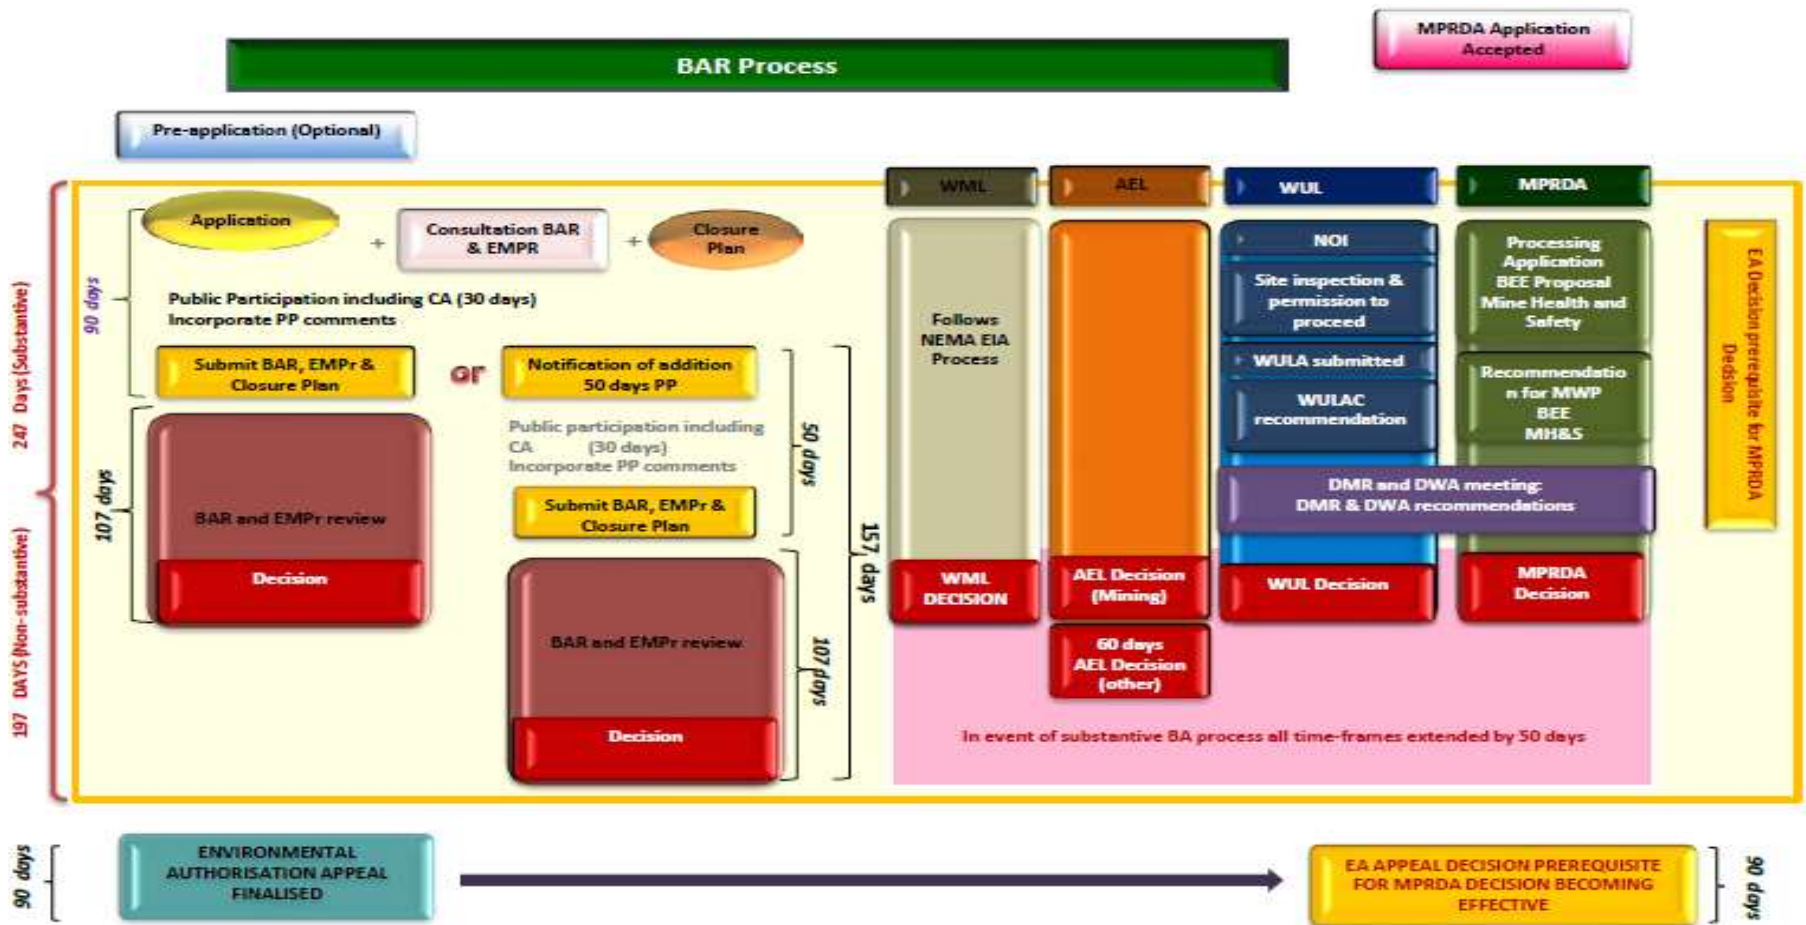 MPRDA Application
Accepted
BAR Process
Pre-application (Optional)
WML
AEL
WUL
MPRDA
247 Days (Substantive)
197 DAYS (Non-substantive)
90 days
Application
+
Consultation BAR
& EMPR
+
Closure
Plan
Public Participation including CA (30 days)
Incorporate PP comments
Submit BAR, EMPr &
Closure Plan
or
Notification of addition
50 days PP
Public participation including
CA (30 days)
Incorporate PP comments
Submit BAR, EMPr &
Closure Plan
50 days
107 days
BAR and EMPr review
Decision
BAR and EMPr review
Decision
107 days
157 days
Follows
NEMA EIA
Process
WML
DECISION
AEL Decision
(Mining)
60 days
AEL Decision
(other)
NOI
Site inspection &
permission to
proceed
WULA submitted
WULAC
recommendation
WUL Decision
Processing
Application
BEE Proposal
Mine Health and
Safety
Recommendatio
n for MWP
BEE
MH&S
DMR and DWA meeting:
DMR & DWA recommendations
MPRDA
Decision
EA Decision prerequisite for MPRDA
Decision
In event of substantive BA process all time-frames extended by 50 days
90 days
ENVIRONMENTAL
AUTHORISATION APPEAL
FINALISED
EA APPEAL DECISION PREREQUISITE
FOR MPRDA DECISION BECOMING
EFFECTIVE
90 days